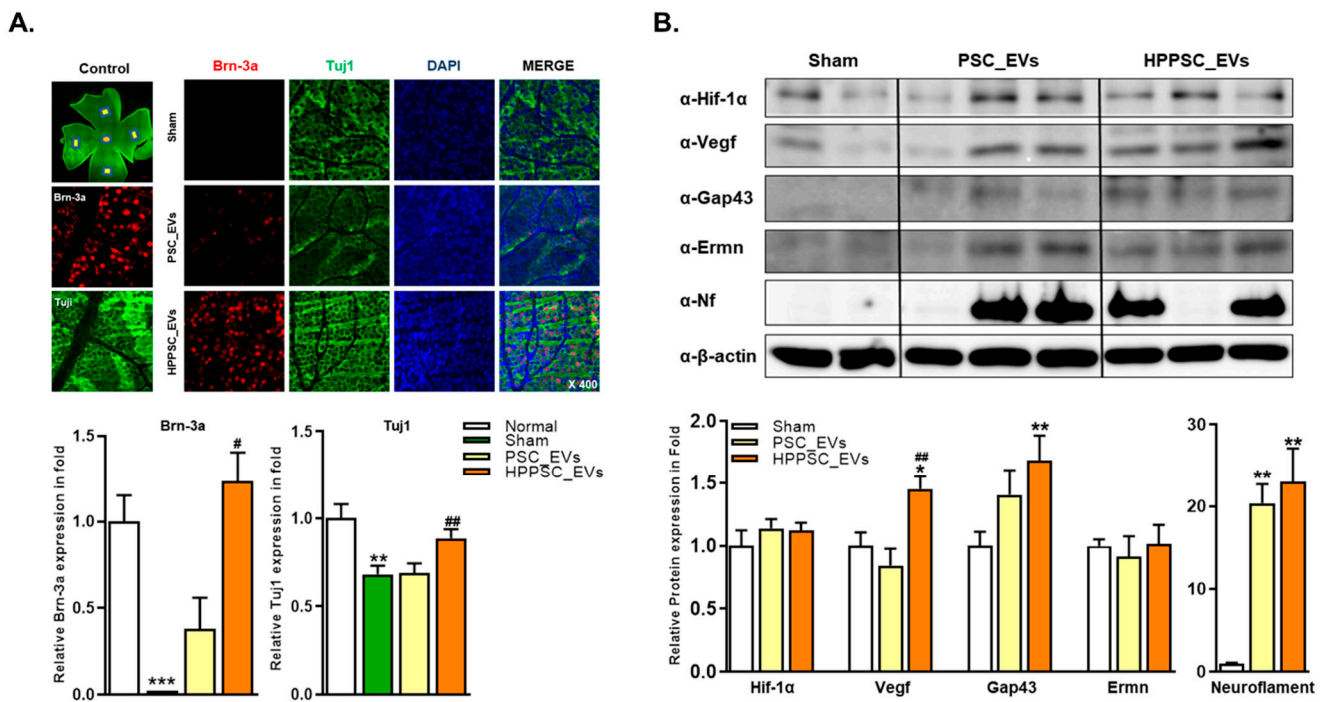 A.
Control
Brn-3a
Tuj1
DAPI
MERGE
Sham
Brn-3a
PSC_EVs
Tuji
HPPSC_EVs
X 400
Brn-3a
Relative Brn-3a expression in fold
1.5
1.0
0.5
0.0
***
#
Tuj1
Relative Tuj1 expression in fold
1.5
1.0
0.5
0.0
**
##
Normal
Sham
PSC_EVs
HPPSC_EVs
B.
Sham
PSC_EVs
HPPSC_EVs
α-Hif-1α
α-Vegf
α-Gap43
α-Ermn
α-Nf
α-β-actin
Relative Protein expression in Fold
2.0
1.5
1.0
0.5
0.0
Sham
PSC_EVs
HPPSC_EVs
##
*
**
Hif-1α
Vegf
Gap43
Ermn
30
20
10
0
**
**
Neuroflament